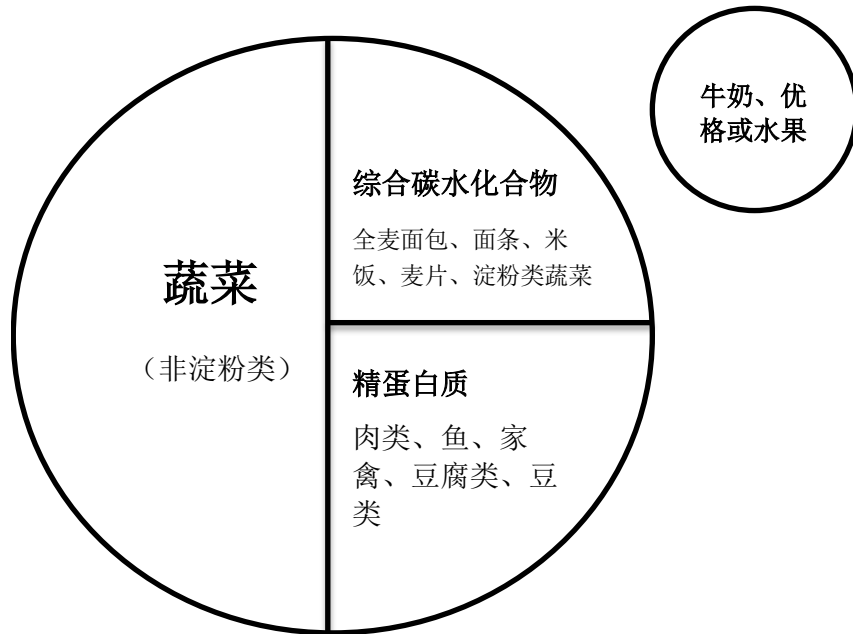 蔬菜
（非淀粉类）
综合碳水化合物
全麦面包、面条、米
饭、麦片、淀粉类蔬菜
精蛋白质
肉类、鱼、家
禽、豆腐类、豆
类
牛奶、优
格或水果